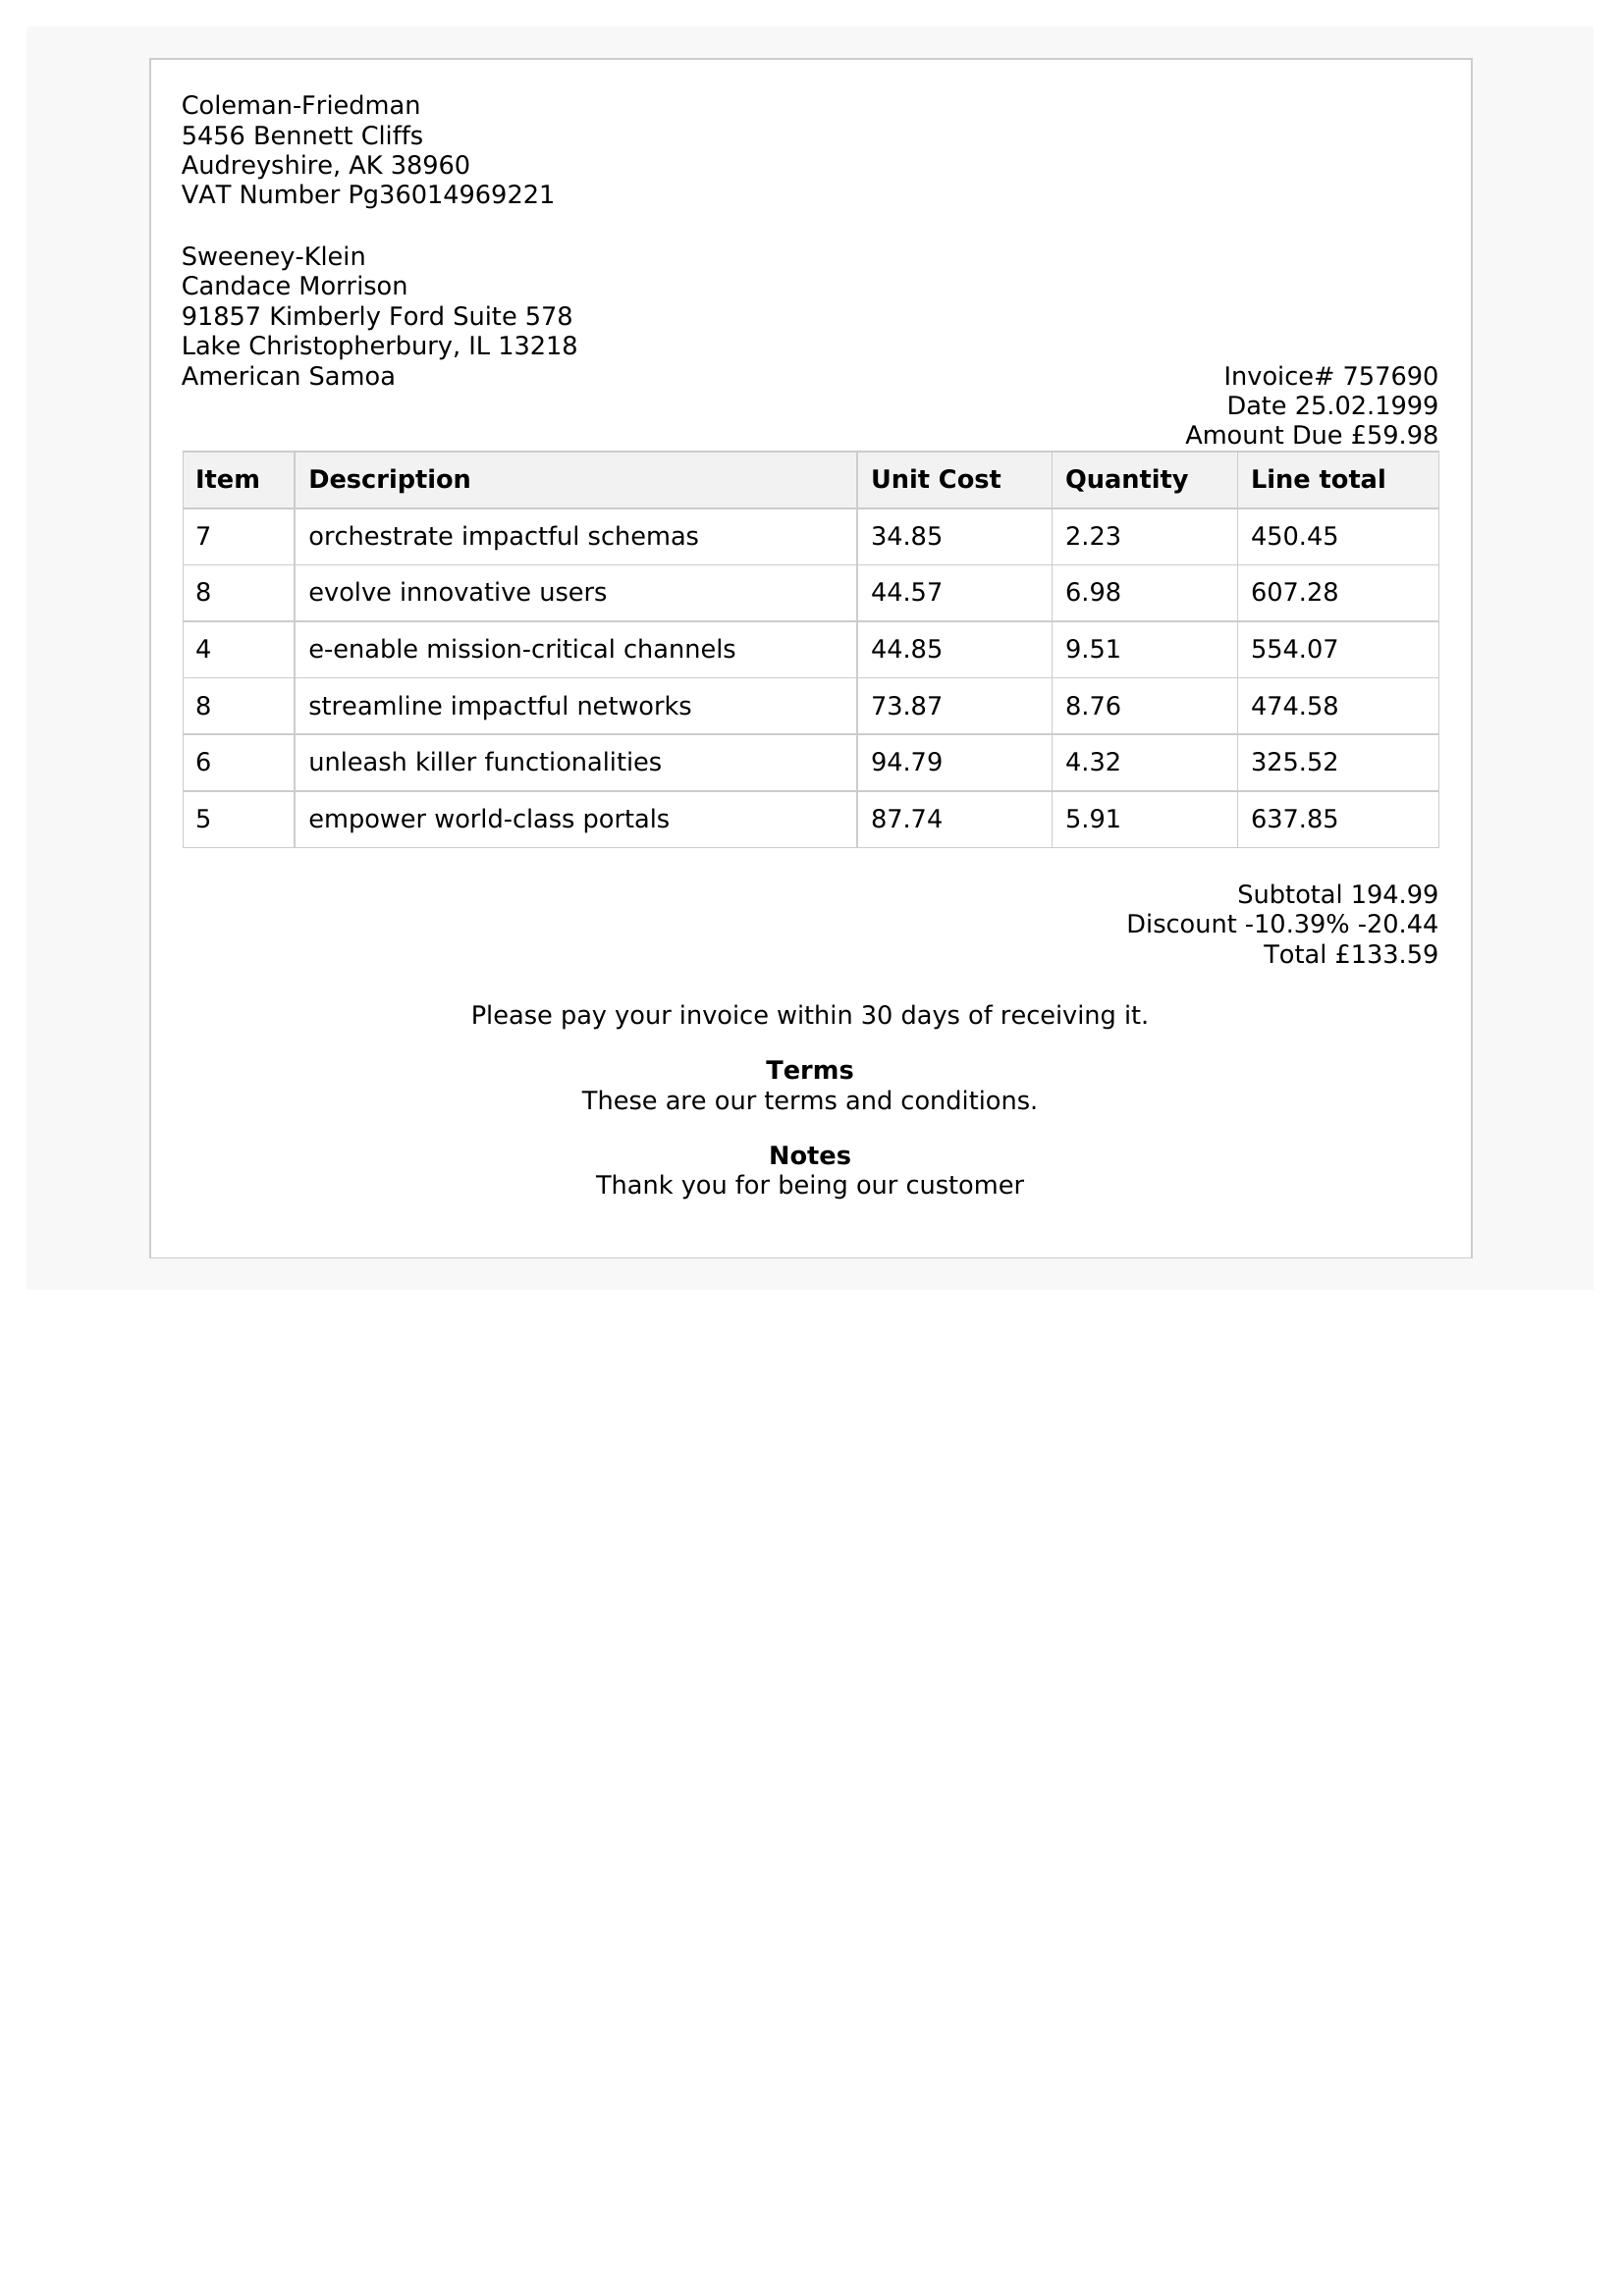 Coleman-Friedman
5456 Bennett Cliffs
Audreyshire, AK 38960
VAT Number Pg36014969221
Sweeney-Klein
Candace Morrison
91857 Kimberly Ford Suite 578
Lake Christopherbury, IL 13218
American Samoa
Invoice# 757690
Date 25.02.1999
Amount Due £59.98
Item Description Unit Cost Quantity Line total
7 orchestrate impactful schemas 34.85 2.23 450.45
8 evolve innovative users 44.57 6.98 607.28
4 e-enable mission-critical channels 44.85 9.51 554.07
8 streamline impactful networks 73.87 8.76 474.58
6 unleash killer functionalities 94.79 4.32 325.52
5 empower world-class portals 87.74 5.91 637.85
Subtotal 194.99
Discount -10.39% -20.44
Total £133.59
Please pay your invoice within 30 days of receiving it.
Terms
These are our terms and conditions.
Notes
Thank you for being our customer